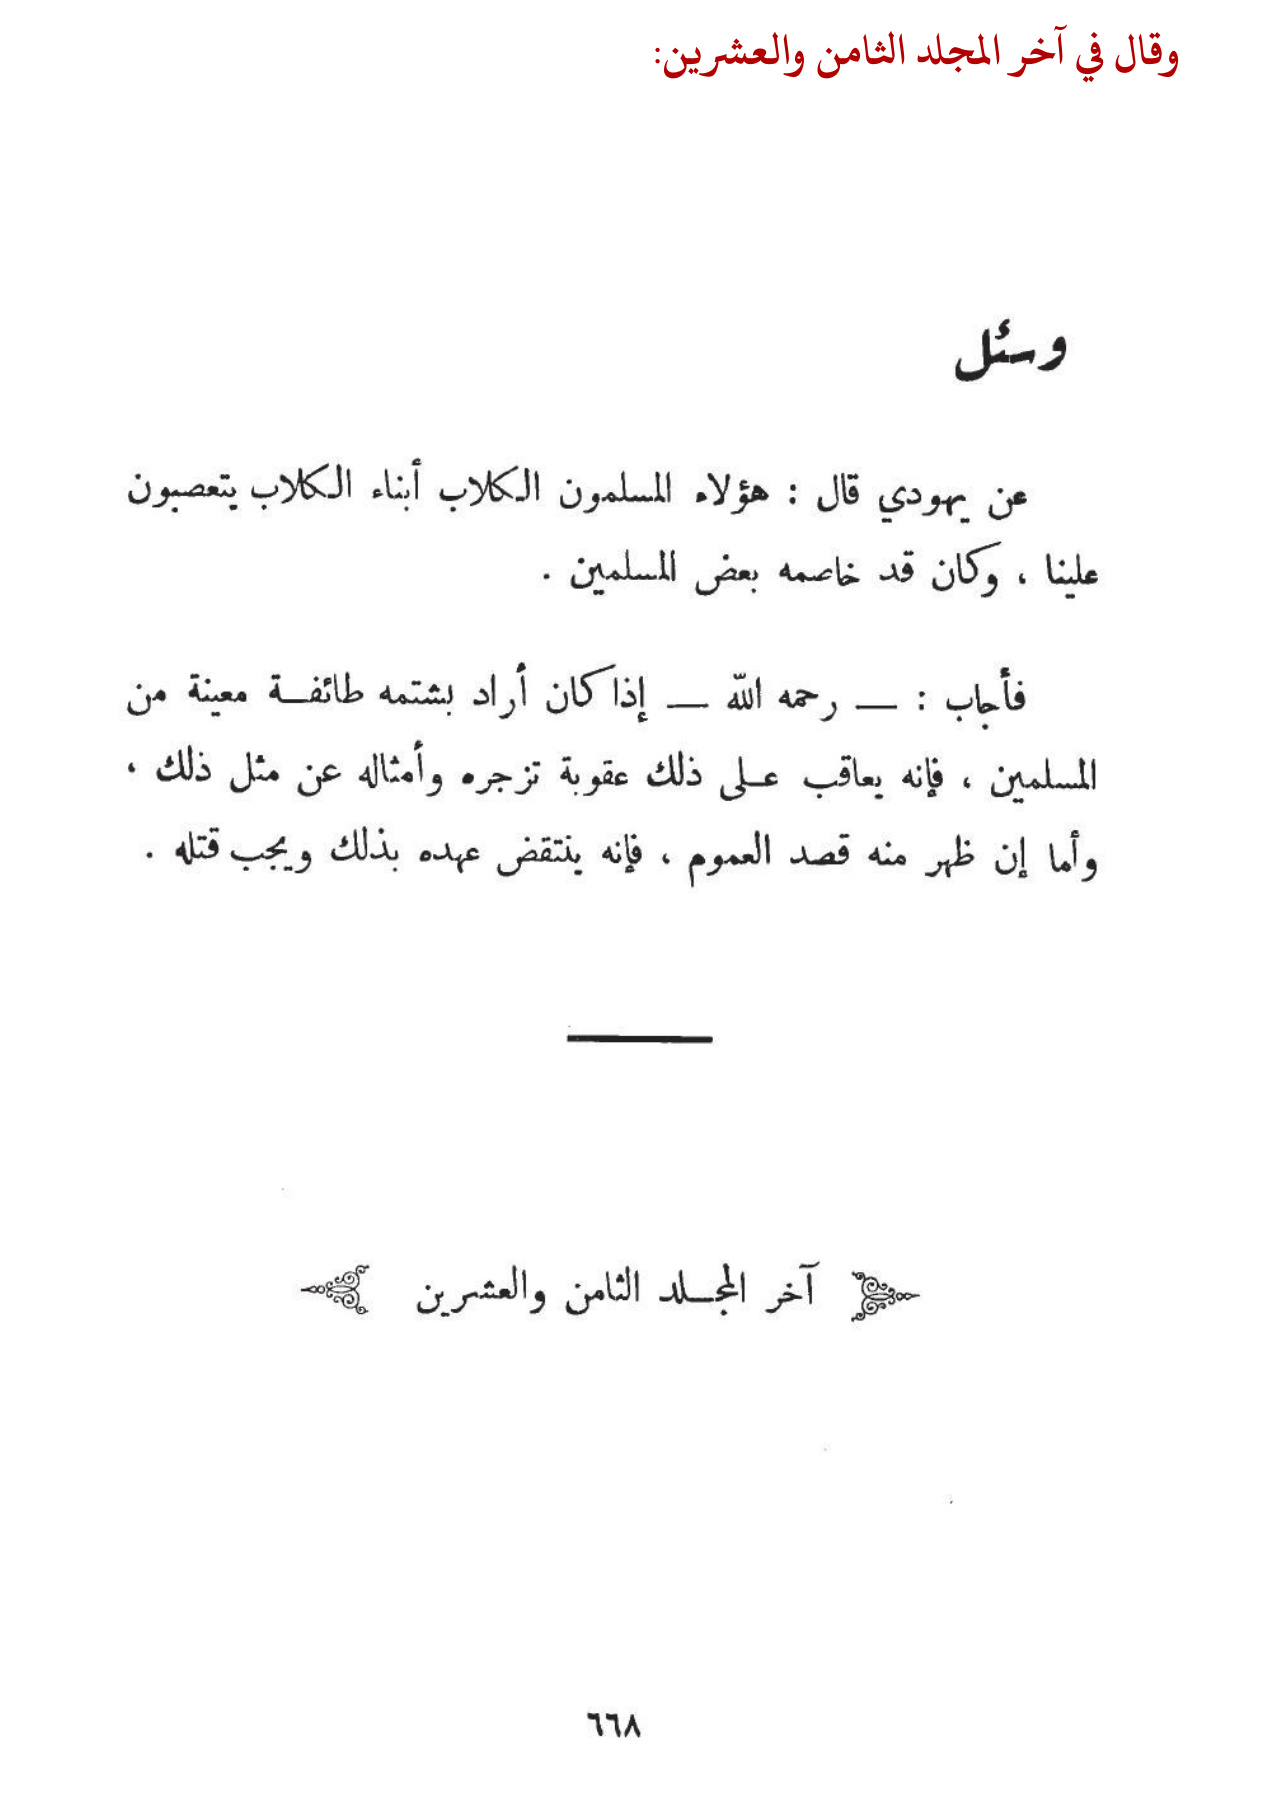 وقال في آخر المجلد الثامن والعشرين:
وسئل
عن يهودي قال : هؤلاء المسلمون الكلاب أبناء الكلاب يتعصبون
علينا ، وكان قد خاصمه بعض المسلمين .
فأجاب : — رحمه الله — إذا كان أراد بشتمه طائفة معينة من
المسلمين ، فإنه يعاقب على ذلك عقوبة تزجره وأمثاله عن مثل ذلك ،
وأما إن ظهر منه قصد العموم ، فإنه ينتقض عهده بذلك ويجب قتله .
آخر المجلد الثامن والعشرين
٦٦٨